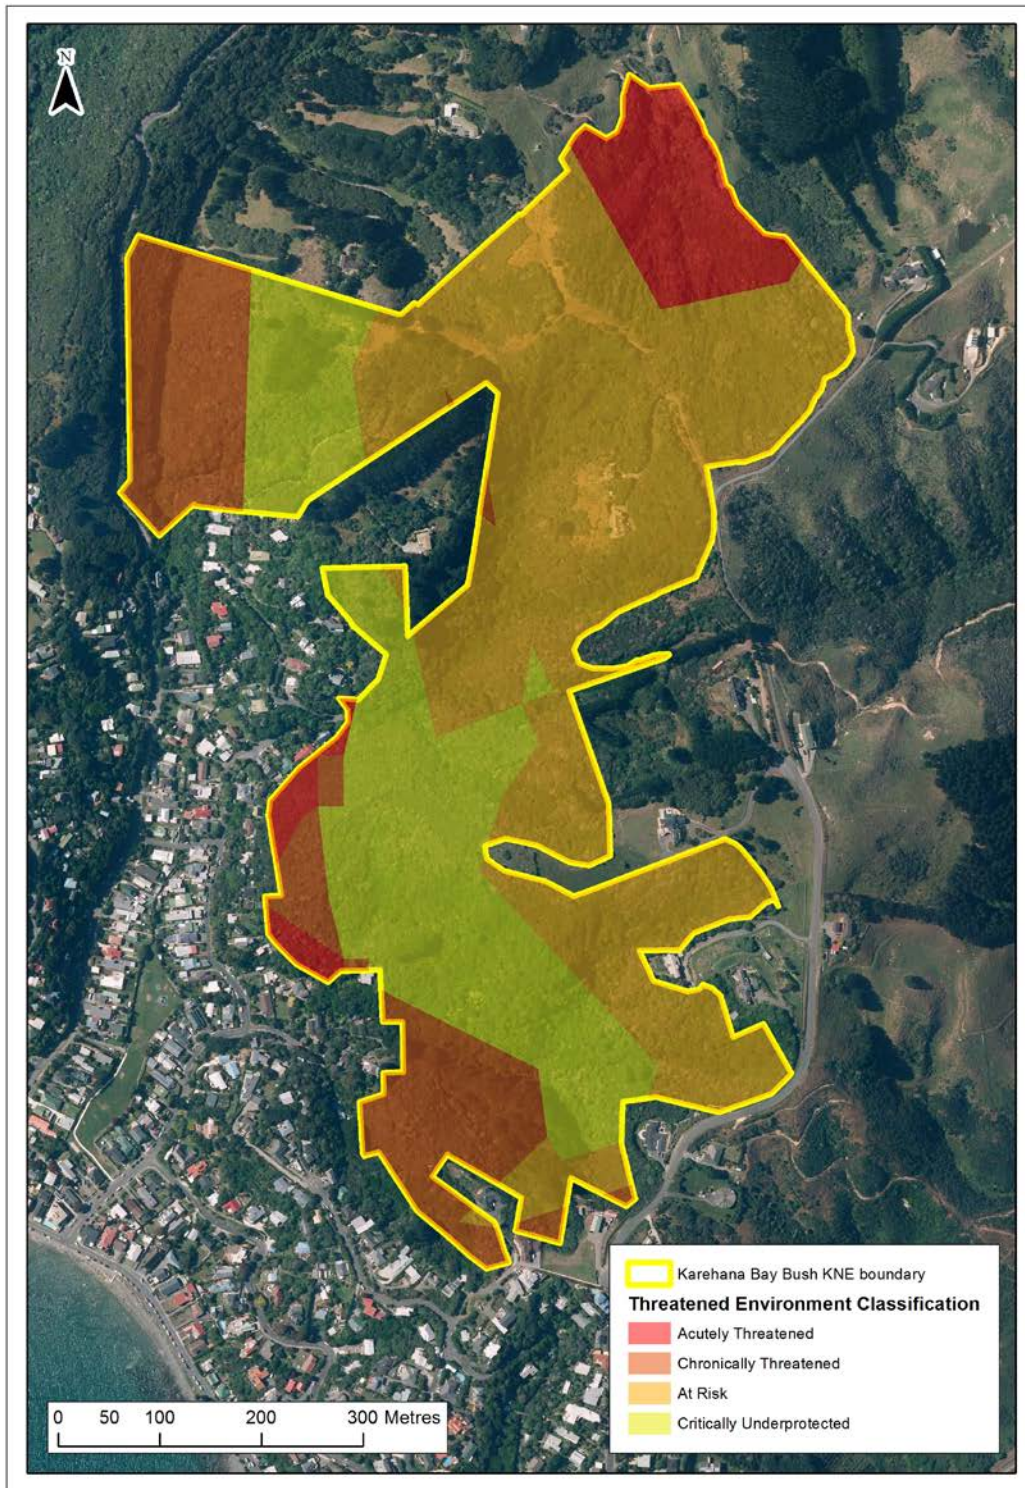 N
Karehana Bay Bush KNE boundary
Threatened Environment Classification
Acutely Threatened
Chronically Threatened
At Risk
Critically Underprotected
0 50 100 200 300 Metres